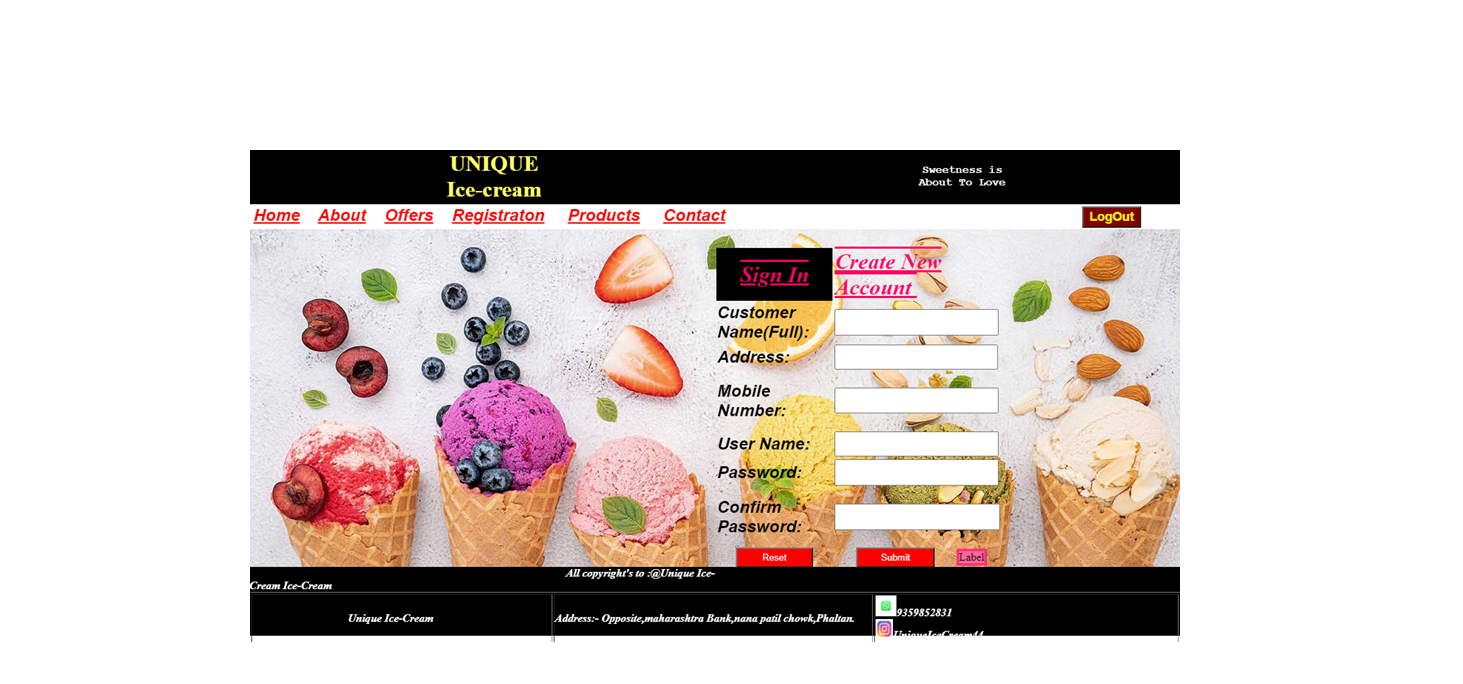 UNIQUE
Ice-cream
Sweetness is
About To Love
Home About Offers Registraton Products Contact
LogOut
Sign In
Create New
Account
Customer
Name(Full):
Address:
Mobile
Number:
User Name:
Password:
Confirm
Password:
Reset Submit Label
All copyright's to :@Unique Ice-
Cream Ice-Cream
Unique Ice-Cream
Address:- Opposite,maharashtra Bank,nana patil chowk,Phaltan.
9359852831
UniqueIceCream44